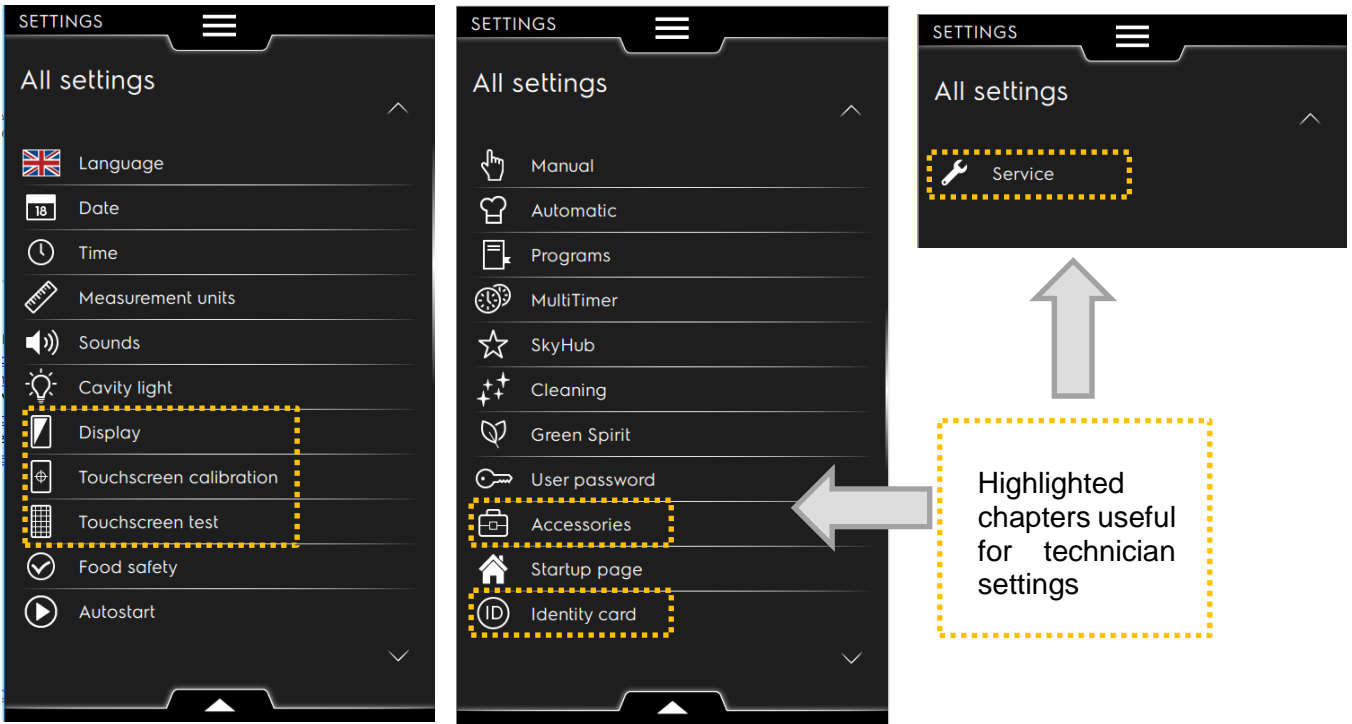 SETTINGS
All settings
Language
18
Date
Time
Measurement units
Sounds
Cavity light
Display
Touchscreen calibration
Touchscreen test
Food safety
Autostart
SETTINGS
All settings
Manual
Automatic
Programs
MultiTimer
SkyHub
Cleaning
Green Spirit
User password
Accessories
Startup page
ID
Identity card
SETTINGS
All settings
Service
Highlighted
chapters useful
for technician
settings